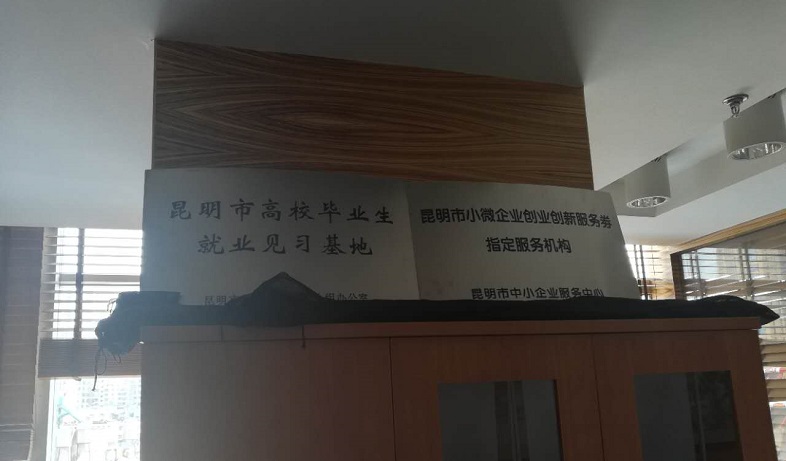 昆明市高校毕业生
就业见习基地
昆明市小微企业创业创新服务券
指定服务机构
昆明市中小企业服务中心